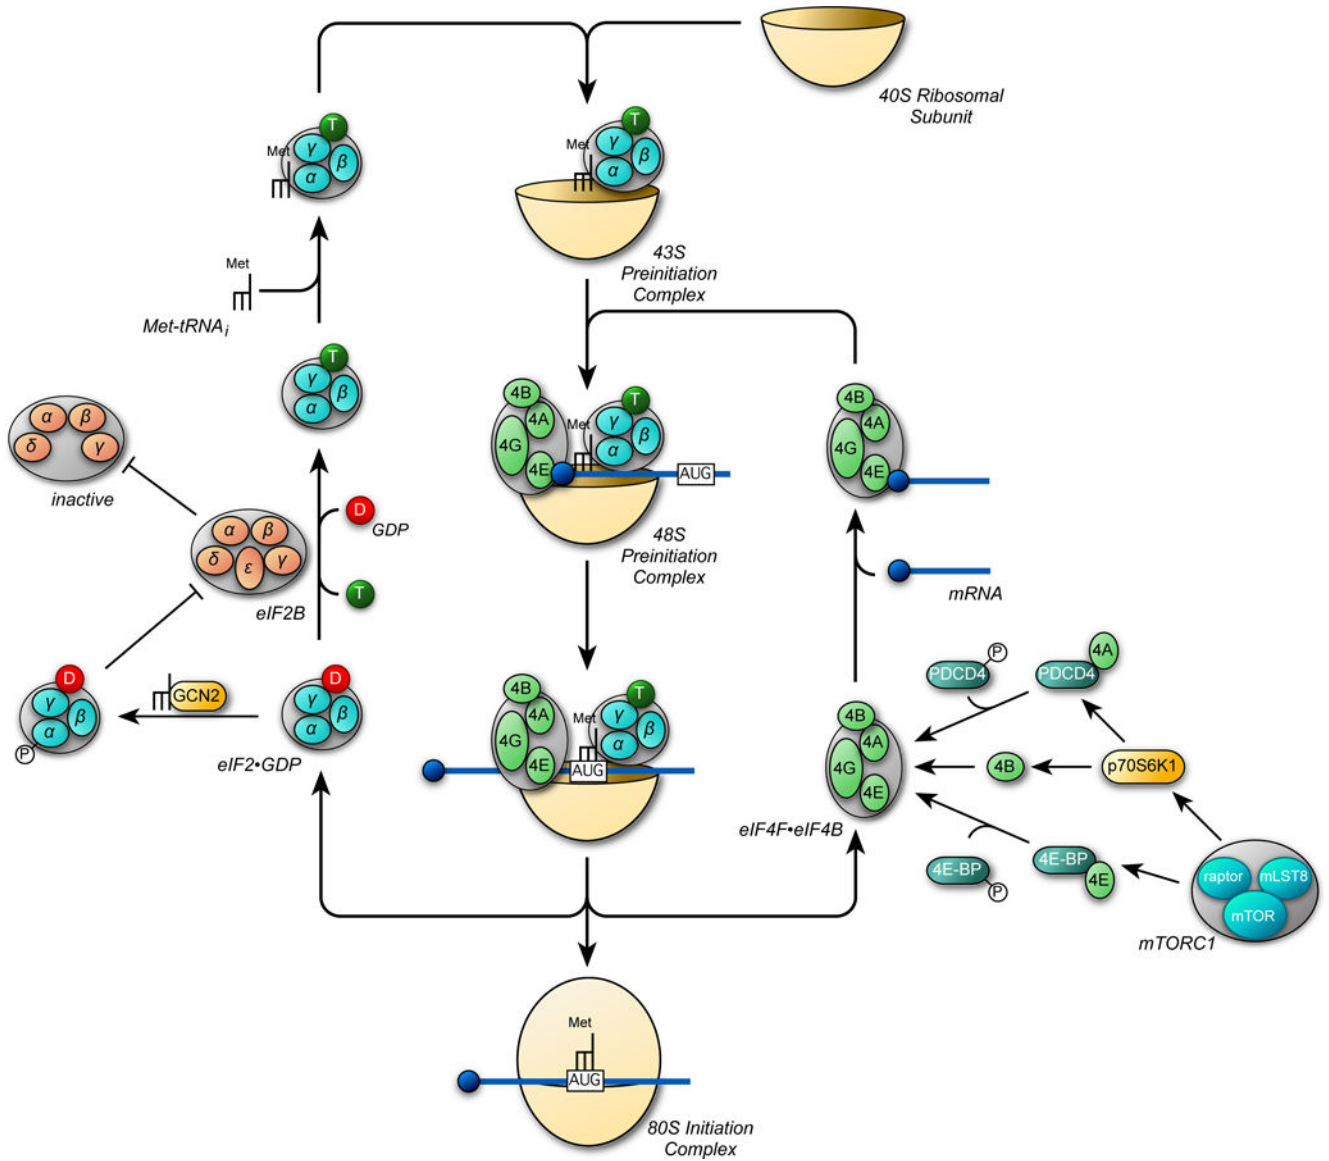 40S Ribosomal
Subunit
T
γ
β
α
Met
T
γ
β
α
Met
43S
Preinitiation
Complex
Met
Met-tRNAi
T
γ
β
α
4B
4A
4G
4E
T
γ
β
α
Met
AUG
48S
Preinitiation
Complex
4B
4A
4G
4E
α
β
δ
γ
inactive
α
β
δ
ε
γ
eIF2B
D
GDP
T
mRNA
D
γ
β
α
P
GCN2
D
γ
β
α
eIF2•GDP
4B
4A
4G
4E
T
γ
β
α
Met
AUG
4B
4A
4G
4E
eIF4F•eIF4B
PDCD4
P
PDCD4
4A
4B
p70S6K1
4E-BP
P
4E-BP
4E
raptor
mLST8
mTOR
mTORC1
Met
AUG
80S Initiation
Complex